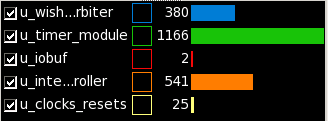 u_wish...rbiter 380
u_timer_module 1166
u_iobuf 2
u_inte...roller 541
u_clocks_resets 25